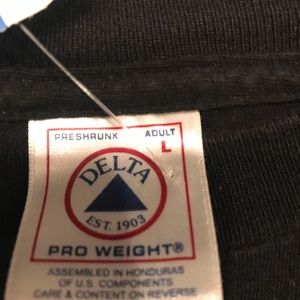 PRESHRUNK ADULT
L
DELTA
EST. 1903
PRO WEIGHT®
ASSEMBLED IN HONDURAS
OF U.S. COMPONENTS
CARE & CONTENT ON REVERSE